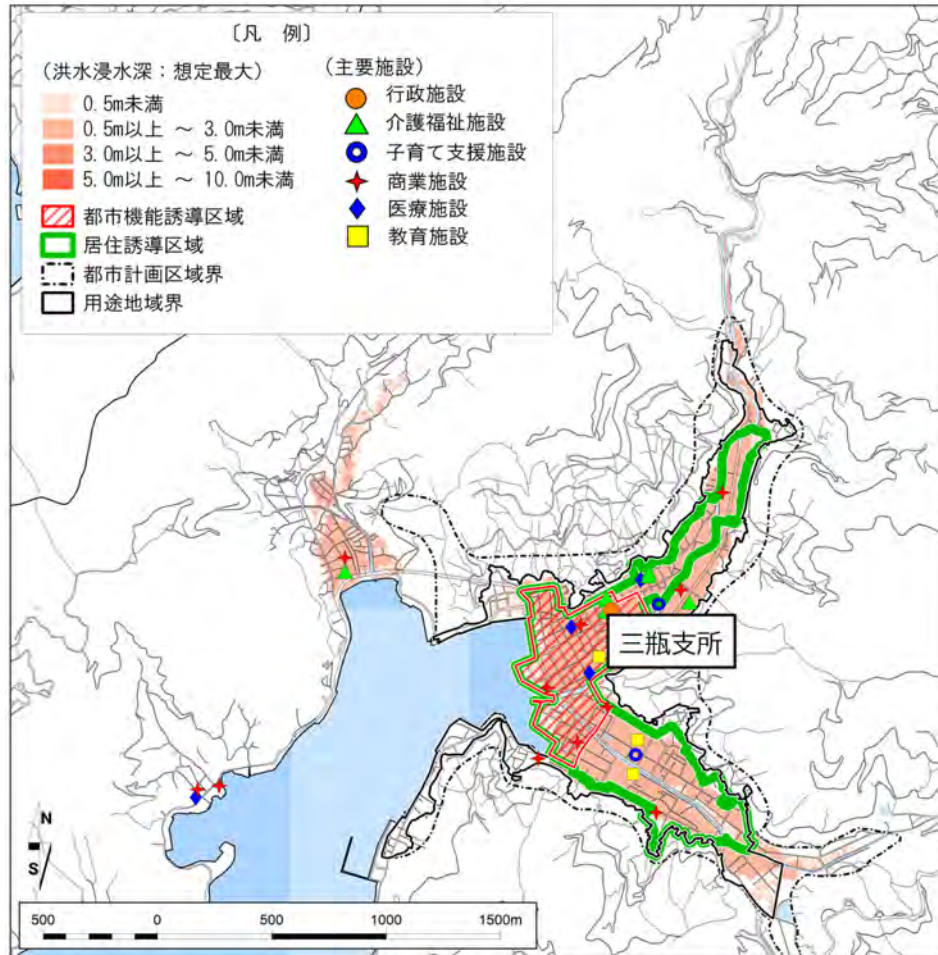 〔凡 例〕
(洪水浸水深：想定最大)
0.5m未満
0.5m以上 ～ 3.0m未満
3.0m以上 ～ 5.0m未満
5.0m以上 ～ 10.0m未満
都市機能誘導区域
居住誘導区域
都市計画区域界
用途地域界
(主要施設)
行政施設
介護福祉施設
子育て支援施設
商業施設
医療施設
教育施設
三瓶支所
N
S
500 0 500 1000 1500m